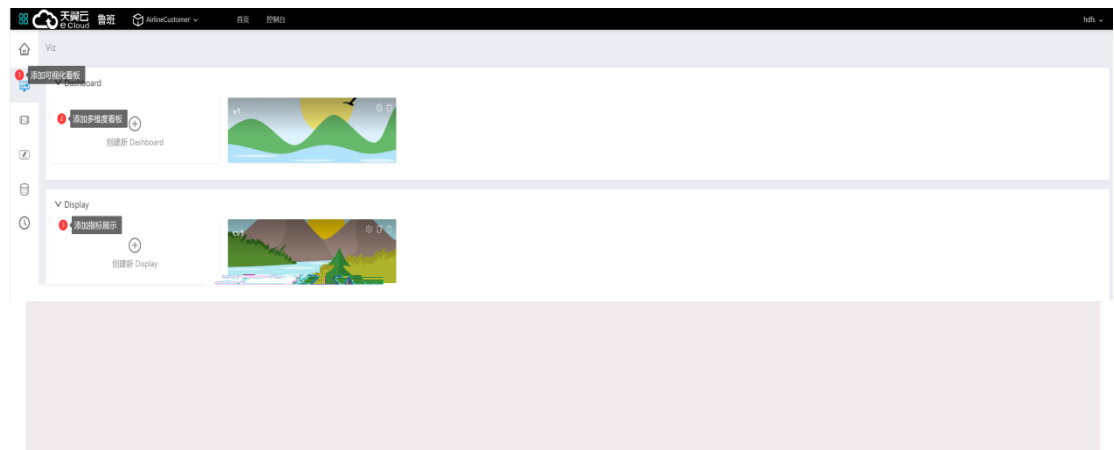 天翼云 e Cloud 鲁班 AirlineCustomer 首页 控制台 hdfs
Viz
1 添加可视化看板
Dashboard
2 添加多维度看板
v1
创建新 Dashboard
Display
3 添加指标展示
cv1
创建新 Display